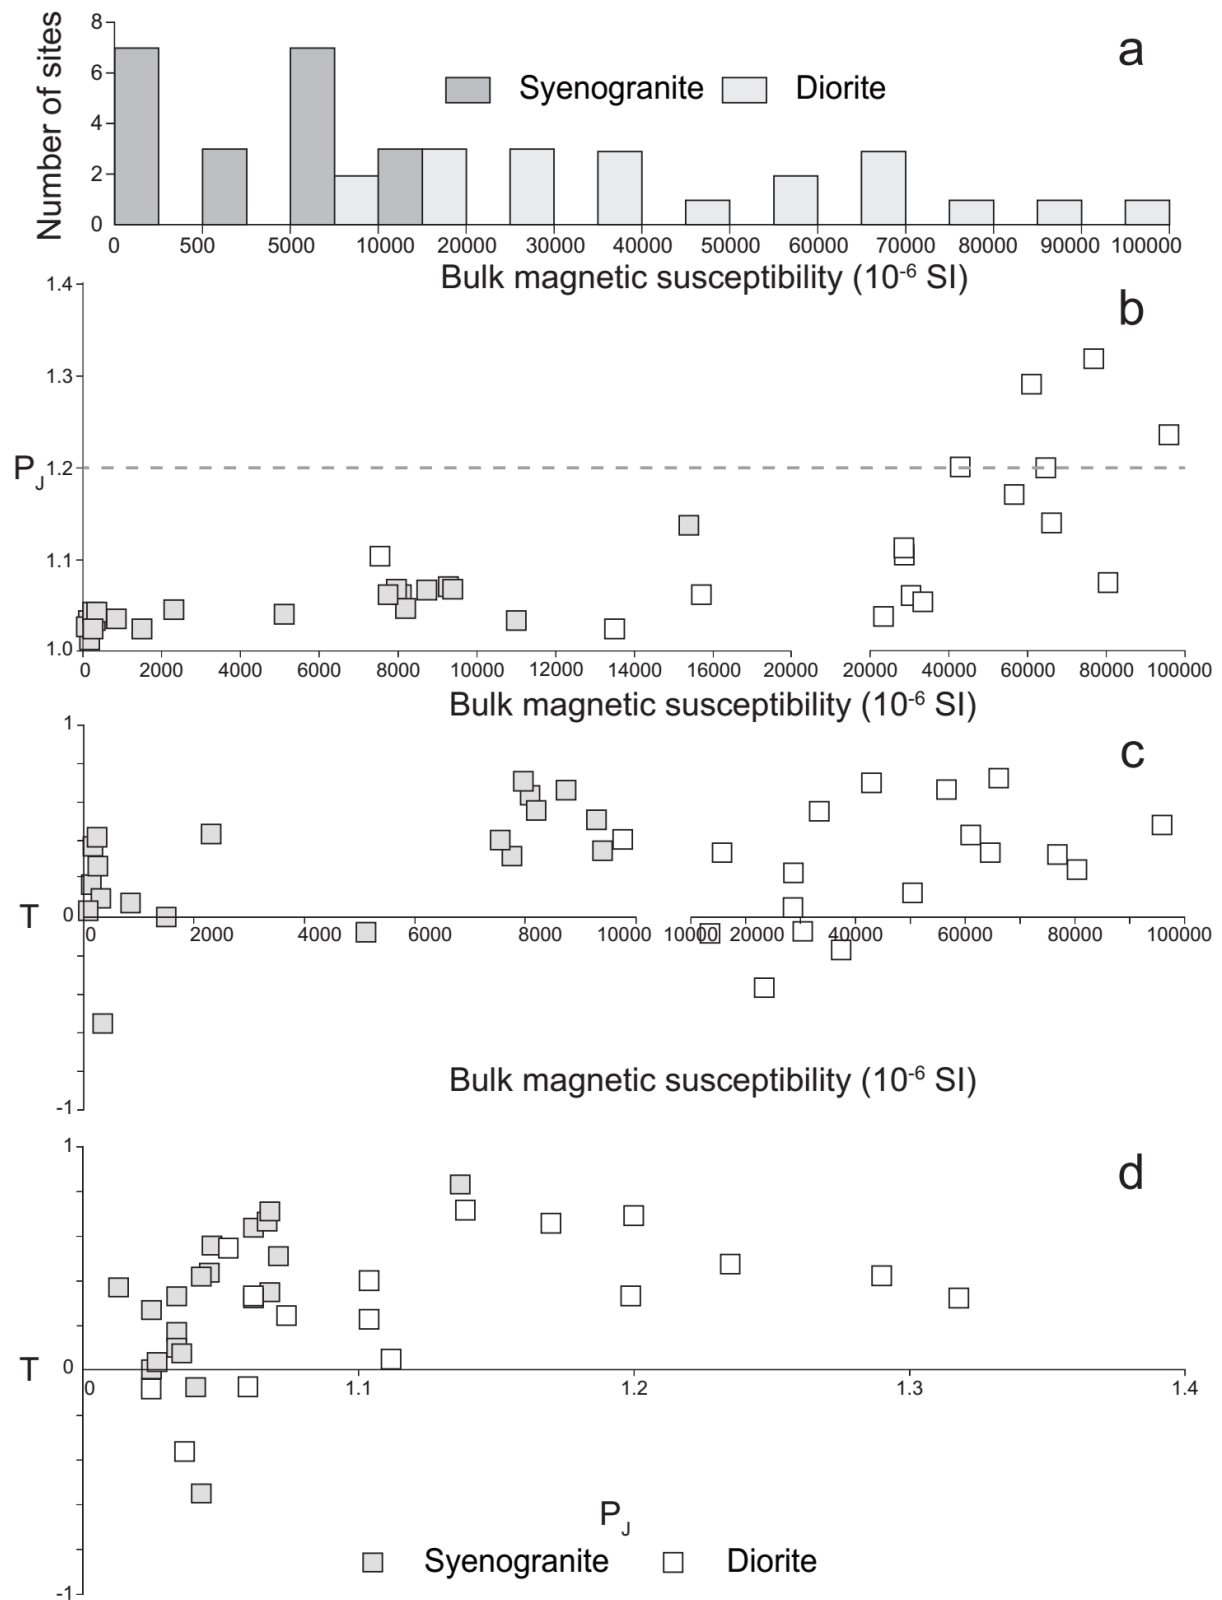 a
Number of sites
8
6
4
2
0
Syenogranite Diorite
0 500 5000 10000 20000 30000 40000 50000 60000 70000 80000 90000 100000
Bulk magnetic susceptibility (10-6 SI)
b
PJ
1.4
1.3
1.2
1.1
1.0
0 2000 4000 6000 8000 10000 12000 14000 16000 20000 20000 40000 60000 80000 100000
Bulk magnetic susceptibility (10-6 SI)
c
1
T 0
0 2000 4000 6000 8000 10000 10000 20000 40000 60000 80000 100000
-1
Bulk magnetic susceptibility (10-6 SI)
d
1
T 0
0 1.1 1.2 1.3 1.4
-1
PJ
Syenogranite Diorite